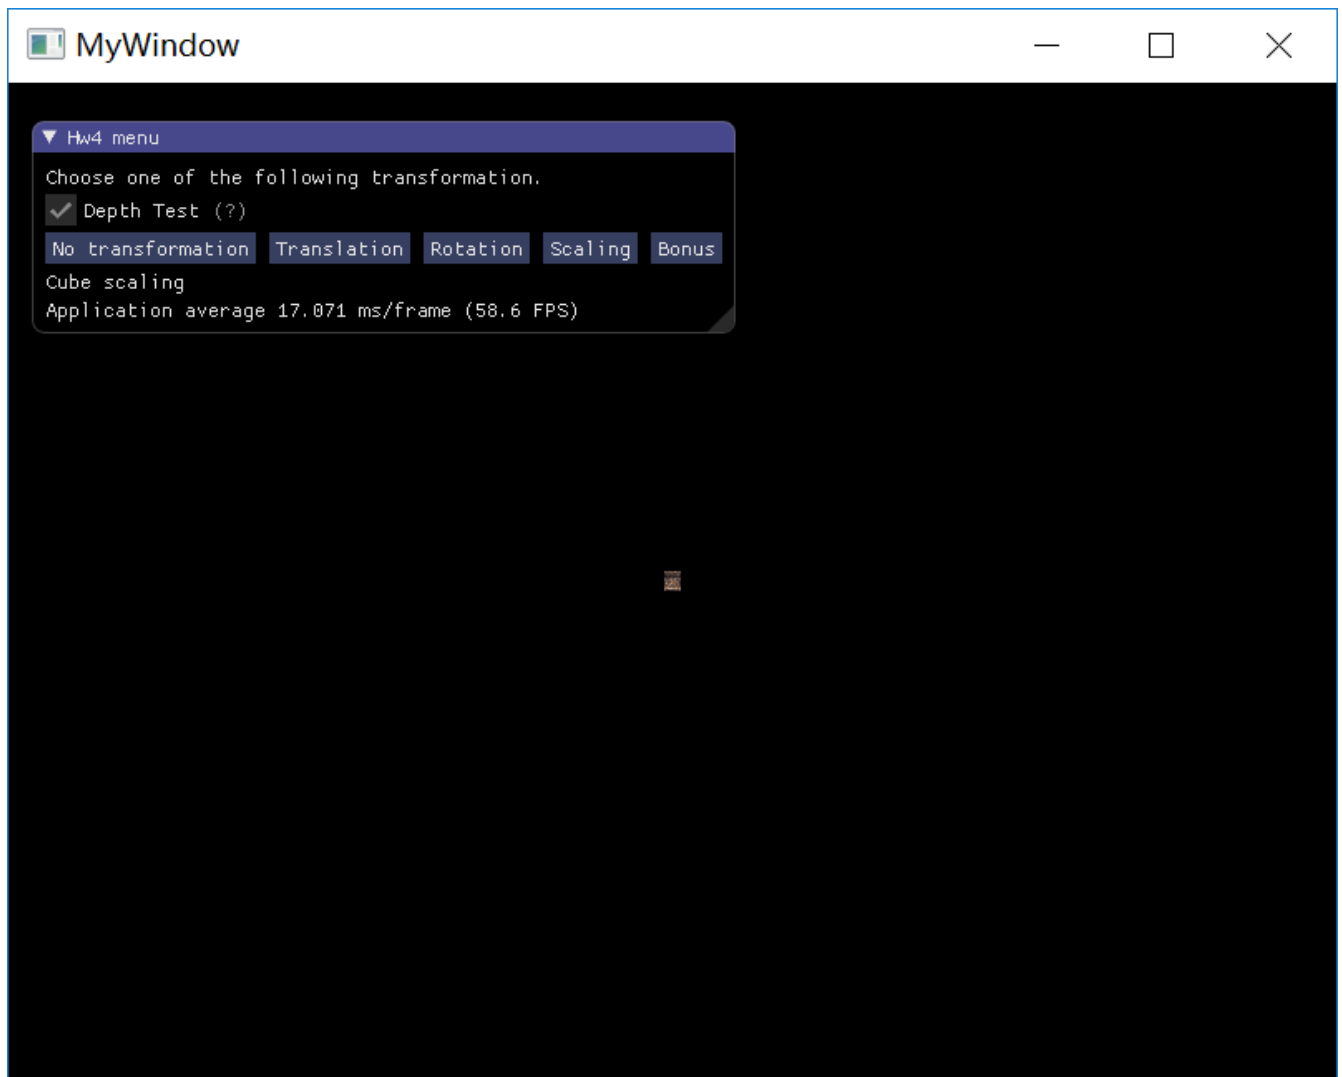 MyWindow
Hw4 menu
Choose one of the following transformation.
Depth Test (?)
No transformation Translation Rotation Scaling Bonus
Cube scaling
Application average 17.071 ms/frame (58.6 FPS)